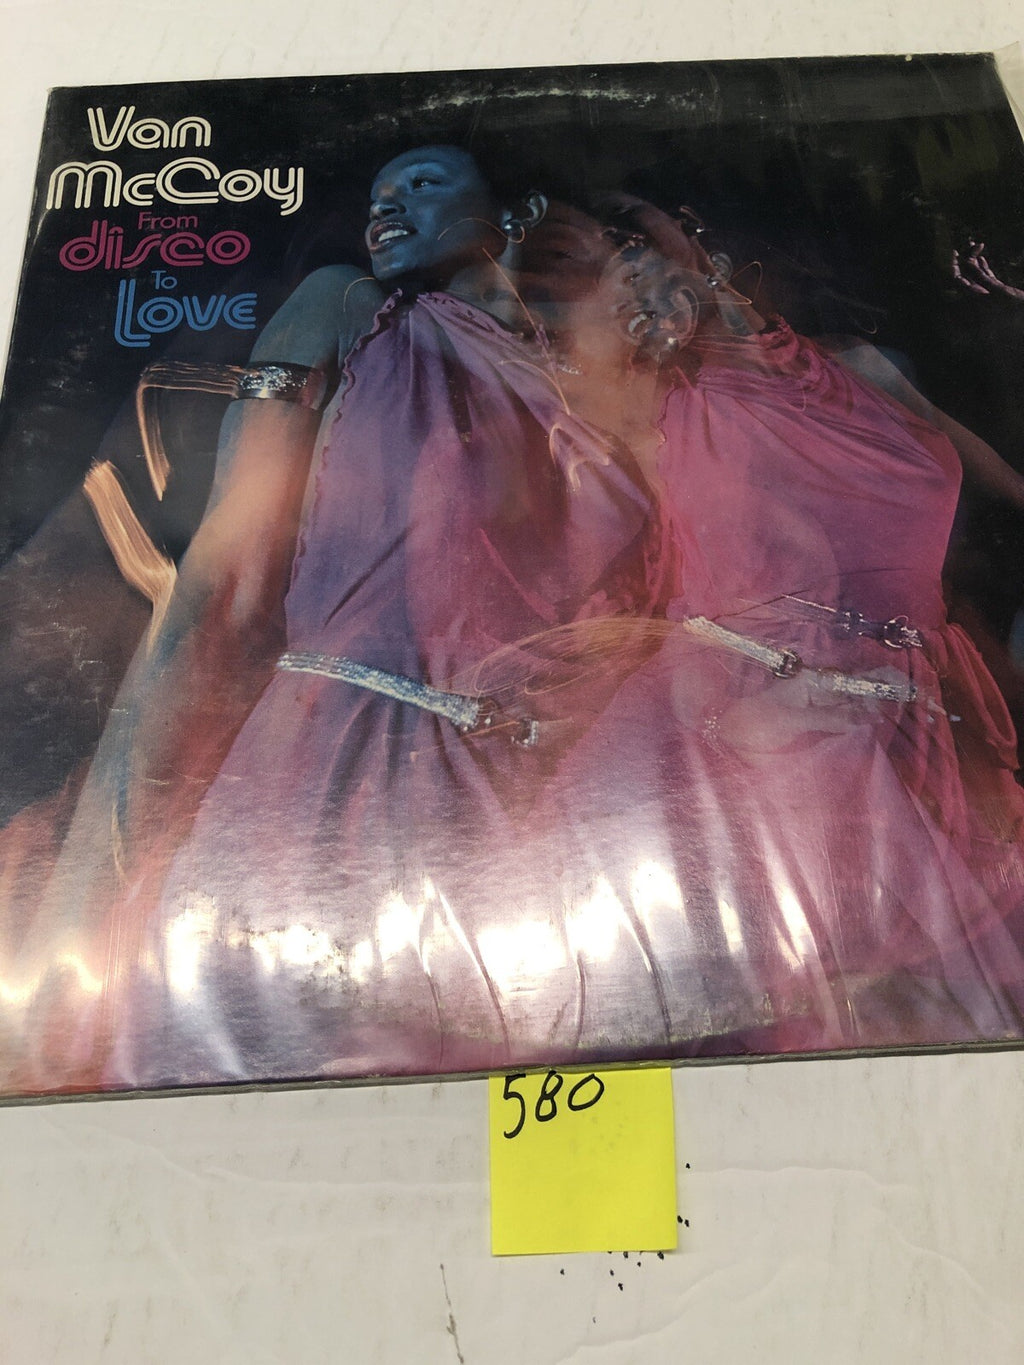 Van
McCoy
From
disco
To
Love
580